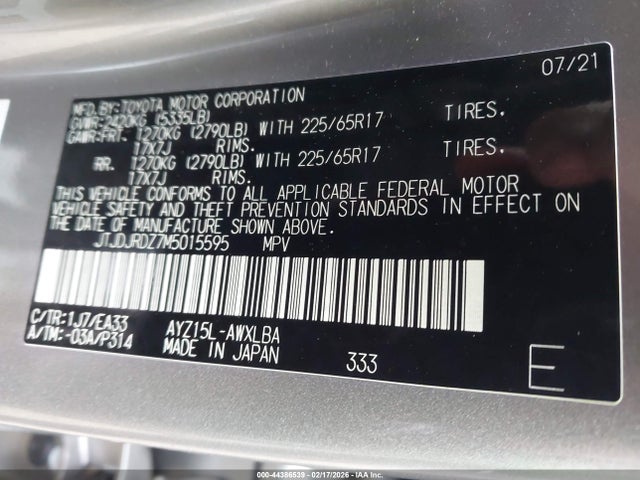 07/21
MFD.BY:TOYOTA MOTOR CORPORATION
GVWR:2420KG (5335LB)
GAWR:FRT. 1270KG (2790LB) WITH 225/65R17 TIRES.
17X7J RIMS.
RR. 1270KG (2790LB) WITH 225/65R17 TIRES.
17X7J RIMS.
THIS VEHICLE CONFORMS TO ALL APPLICABLE FEDERAL MOTOR
VEHICLE SAFETY AND THEFT PREVENTION STANDARDS IN EFFECT ON
THE DATE OF MANUFACTURE SHOWN ABOVE.
JTJDJRDZ7M5015595 MPV
C/TR:1J7/EA33 AYZ15L-AWXLBA
A/TM:-03A/P314 MADE IN JAPAN 333
E
000-44386539 - 02/17/2026 - IAAI.COM